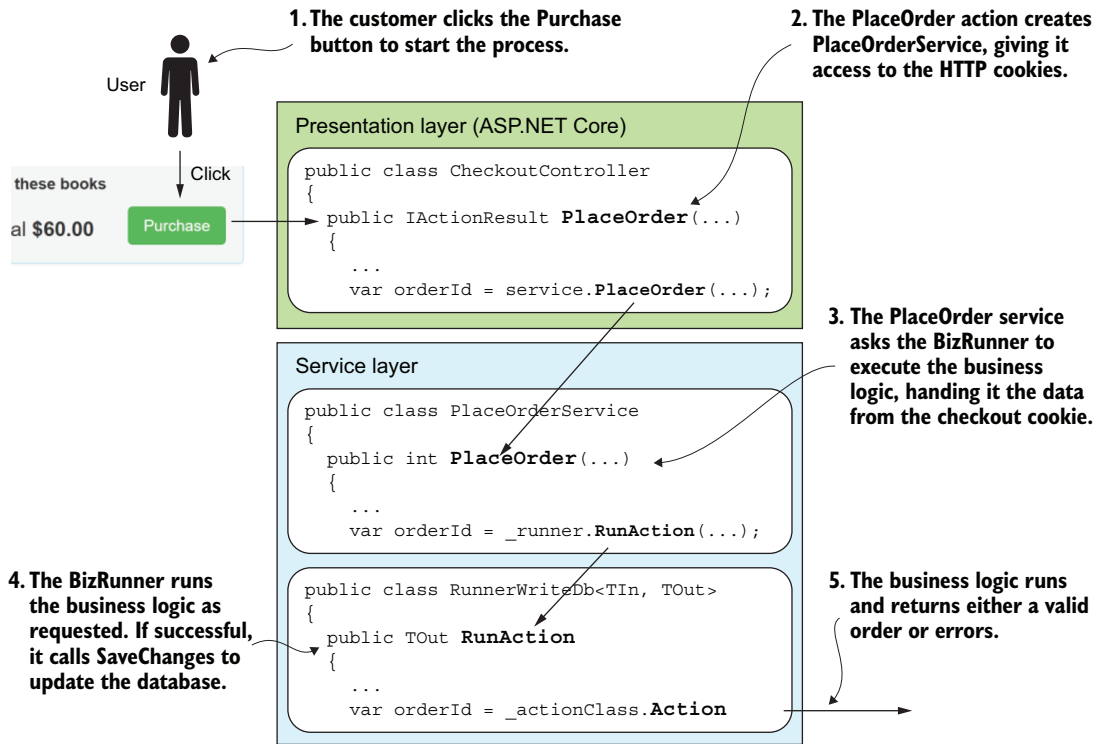 1. The customer clicks the Purchase
button to start the process.
2. The PlaceOrder action creates
PlaceOrderService, giving it
access to the HTTP cookies.
User
Click
these books
al $60.00
Purchase
Presentation layer (ASP.NET Core)
public class CheckoutController
{
public IActionResult PlaceOrder(...)
{
...
var orderId = service.PlaceOrder(...);
3. The PlaceOrder service
asks the BizRunner to
execute the business
logic, handing it the data
from the checkout cookie.
Service layer
public class PlaceOrderService
{
public int PlaceOrder(...)
{
...
var orderId = _runner.RunAction(...);
4. The BizRunner runs
the business logic as
requested. If successful,
it calls SaveChanges to
update the database.
public class RunnerWriteDb<TIn, TOut>
{
public TOut RunAction
{
...
var orderId = _actionClass.Action
5. The business logic runs
and returns either a valid
order or errors.